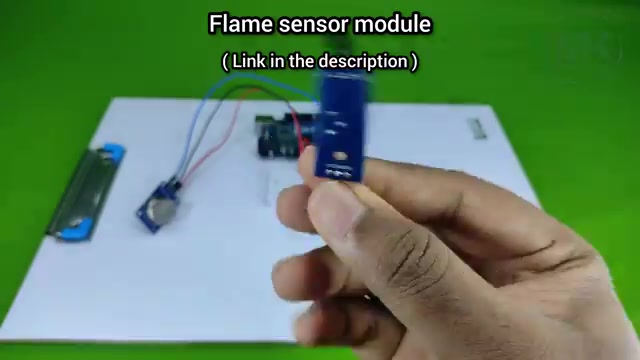 Flame sensor module
( Link in the description )